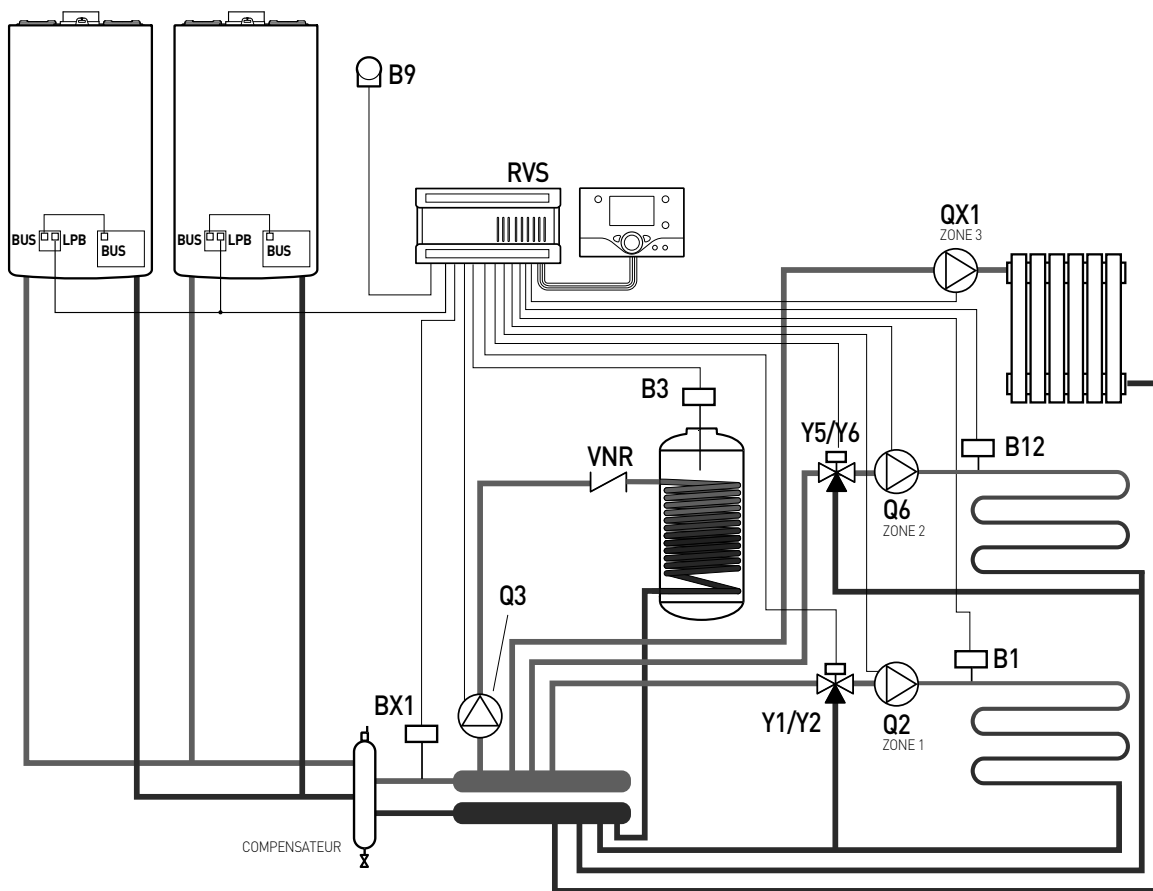 B9
RVS
QX1
ZONE 3
BUS
LPB
BUS
BUS
LPB
BUS
B3
Y5/Y6
B12
VNR
Q6
ZONE 2
Q3
B1
BX1
Y1/Y2
Q2
ZONE 1
COMPENSATEUR